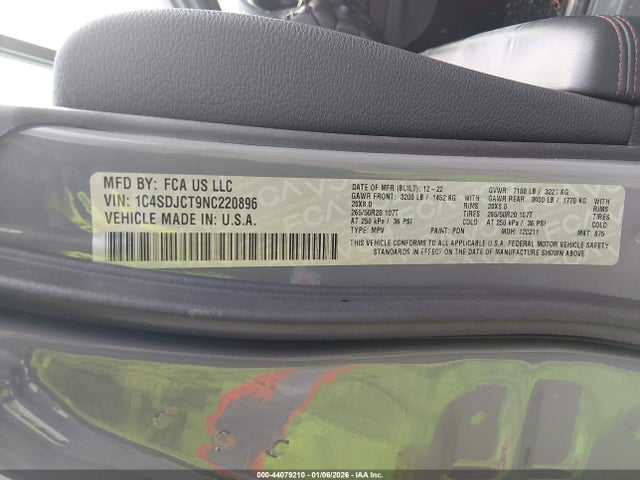 MFD BY: FCA US LLC
VIN: 1C4SDJCT9NC220896
VEHICLE MADE IN: U.S.A.
DATE OF MFR (BUILT): 12-22 GVWR: 7100 LB / 3221 KG
GAWR FRONT: 3200 LB / 1452 KG WITH GAWR REAR: 3900 LB / 1770 KG WITH
20X8.0 RIMS 20X8.0 RIMS
265/50R20 107T TIRES 265/50R20 107T TIRES
AT 250 kPa / 36 PSI COLD AT 250 kPa / 36 PSI COLD
TYPE: MPV PAINT: PDN MDH: 120211 MKT: 875
THIS VEHICLE CONFORMS TO ALL APPLICABLE U.S.A. FEDERAL MOTOR VEHICLE SAFETY
STANDARDS IN EFFECT ON THE DATE OF MANUFACTURE SHOWN ABOVE.
000-44079210 - 01/06/2026 - IAA Corp.